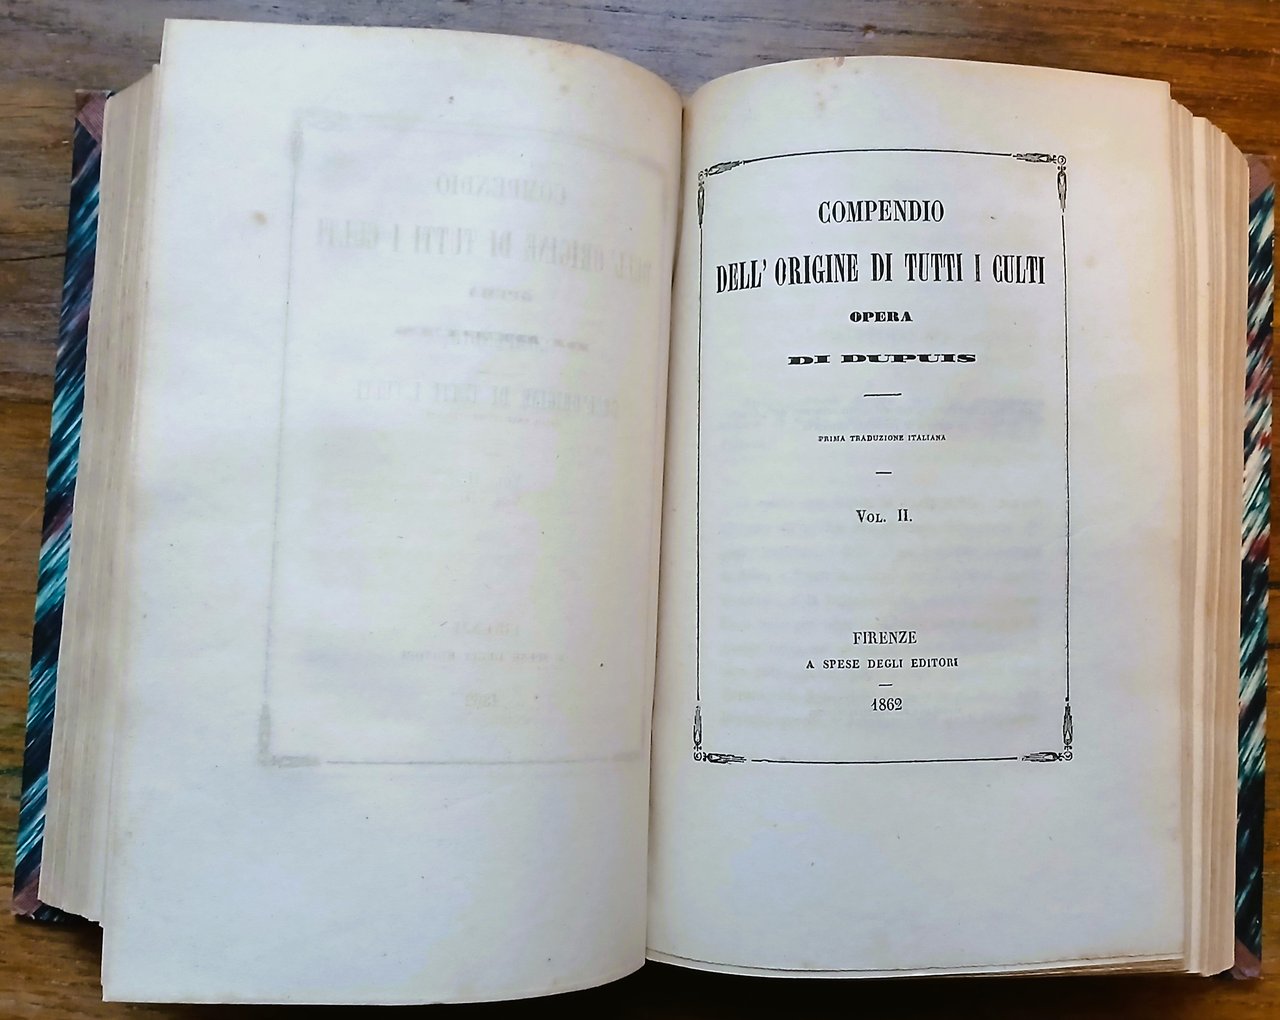 COMPENDIO
DELL' ORIGINE DI TUTTI I CULTI
OPERA
DI DUPUIS
PRIMA TRADUZIONE ITALIANA
VOL. II.
FIRENZE
A SPESE DEGLI EDITORI
1862